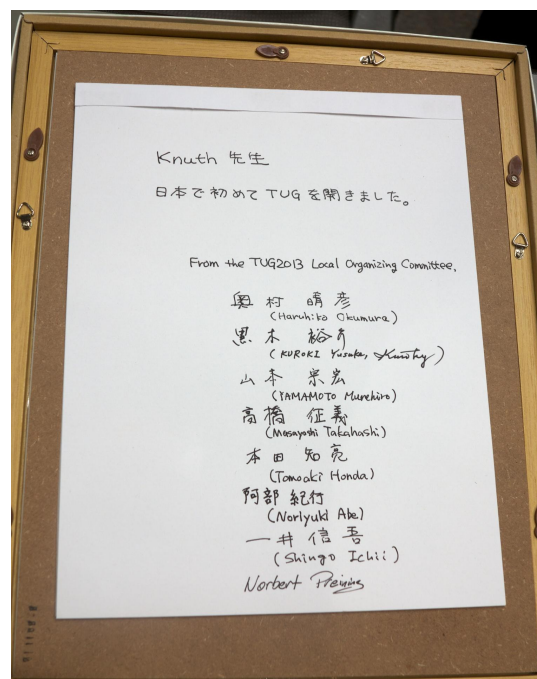 Knuth 先生
日本で初めて TUG を開きました。
From the TUG2013 Local Organizing Committee,
奥村 晴彦
(Haruhiko Okumura)
黒木 裕介
(KUROKI Yusuke, Kuroky)
山本 宗宏
(YAMAMOTO Munehiro)
高橋 征義
(Masayoshi Takahashi)
本田 知亮
(Tomoaki Honda)
阿部 紀行
(Noriyuki Abe)
一井 信吾
(Shingo Ichii)
Norbert Preining